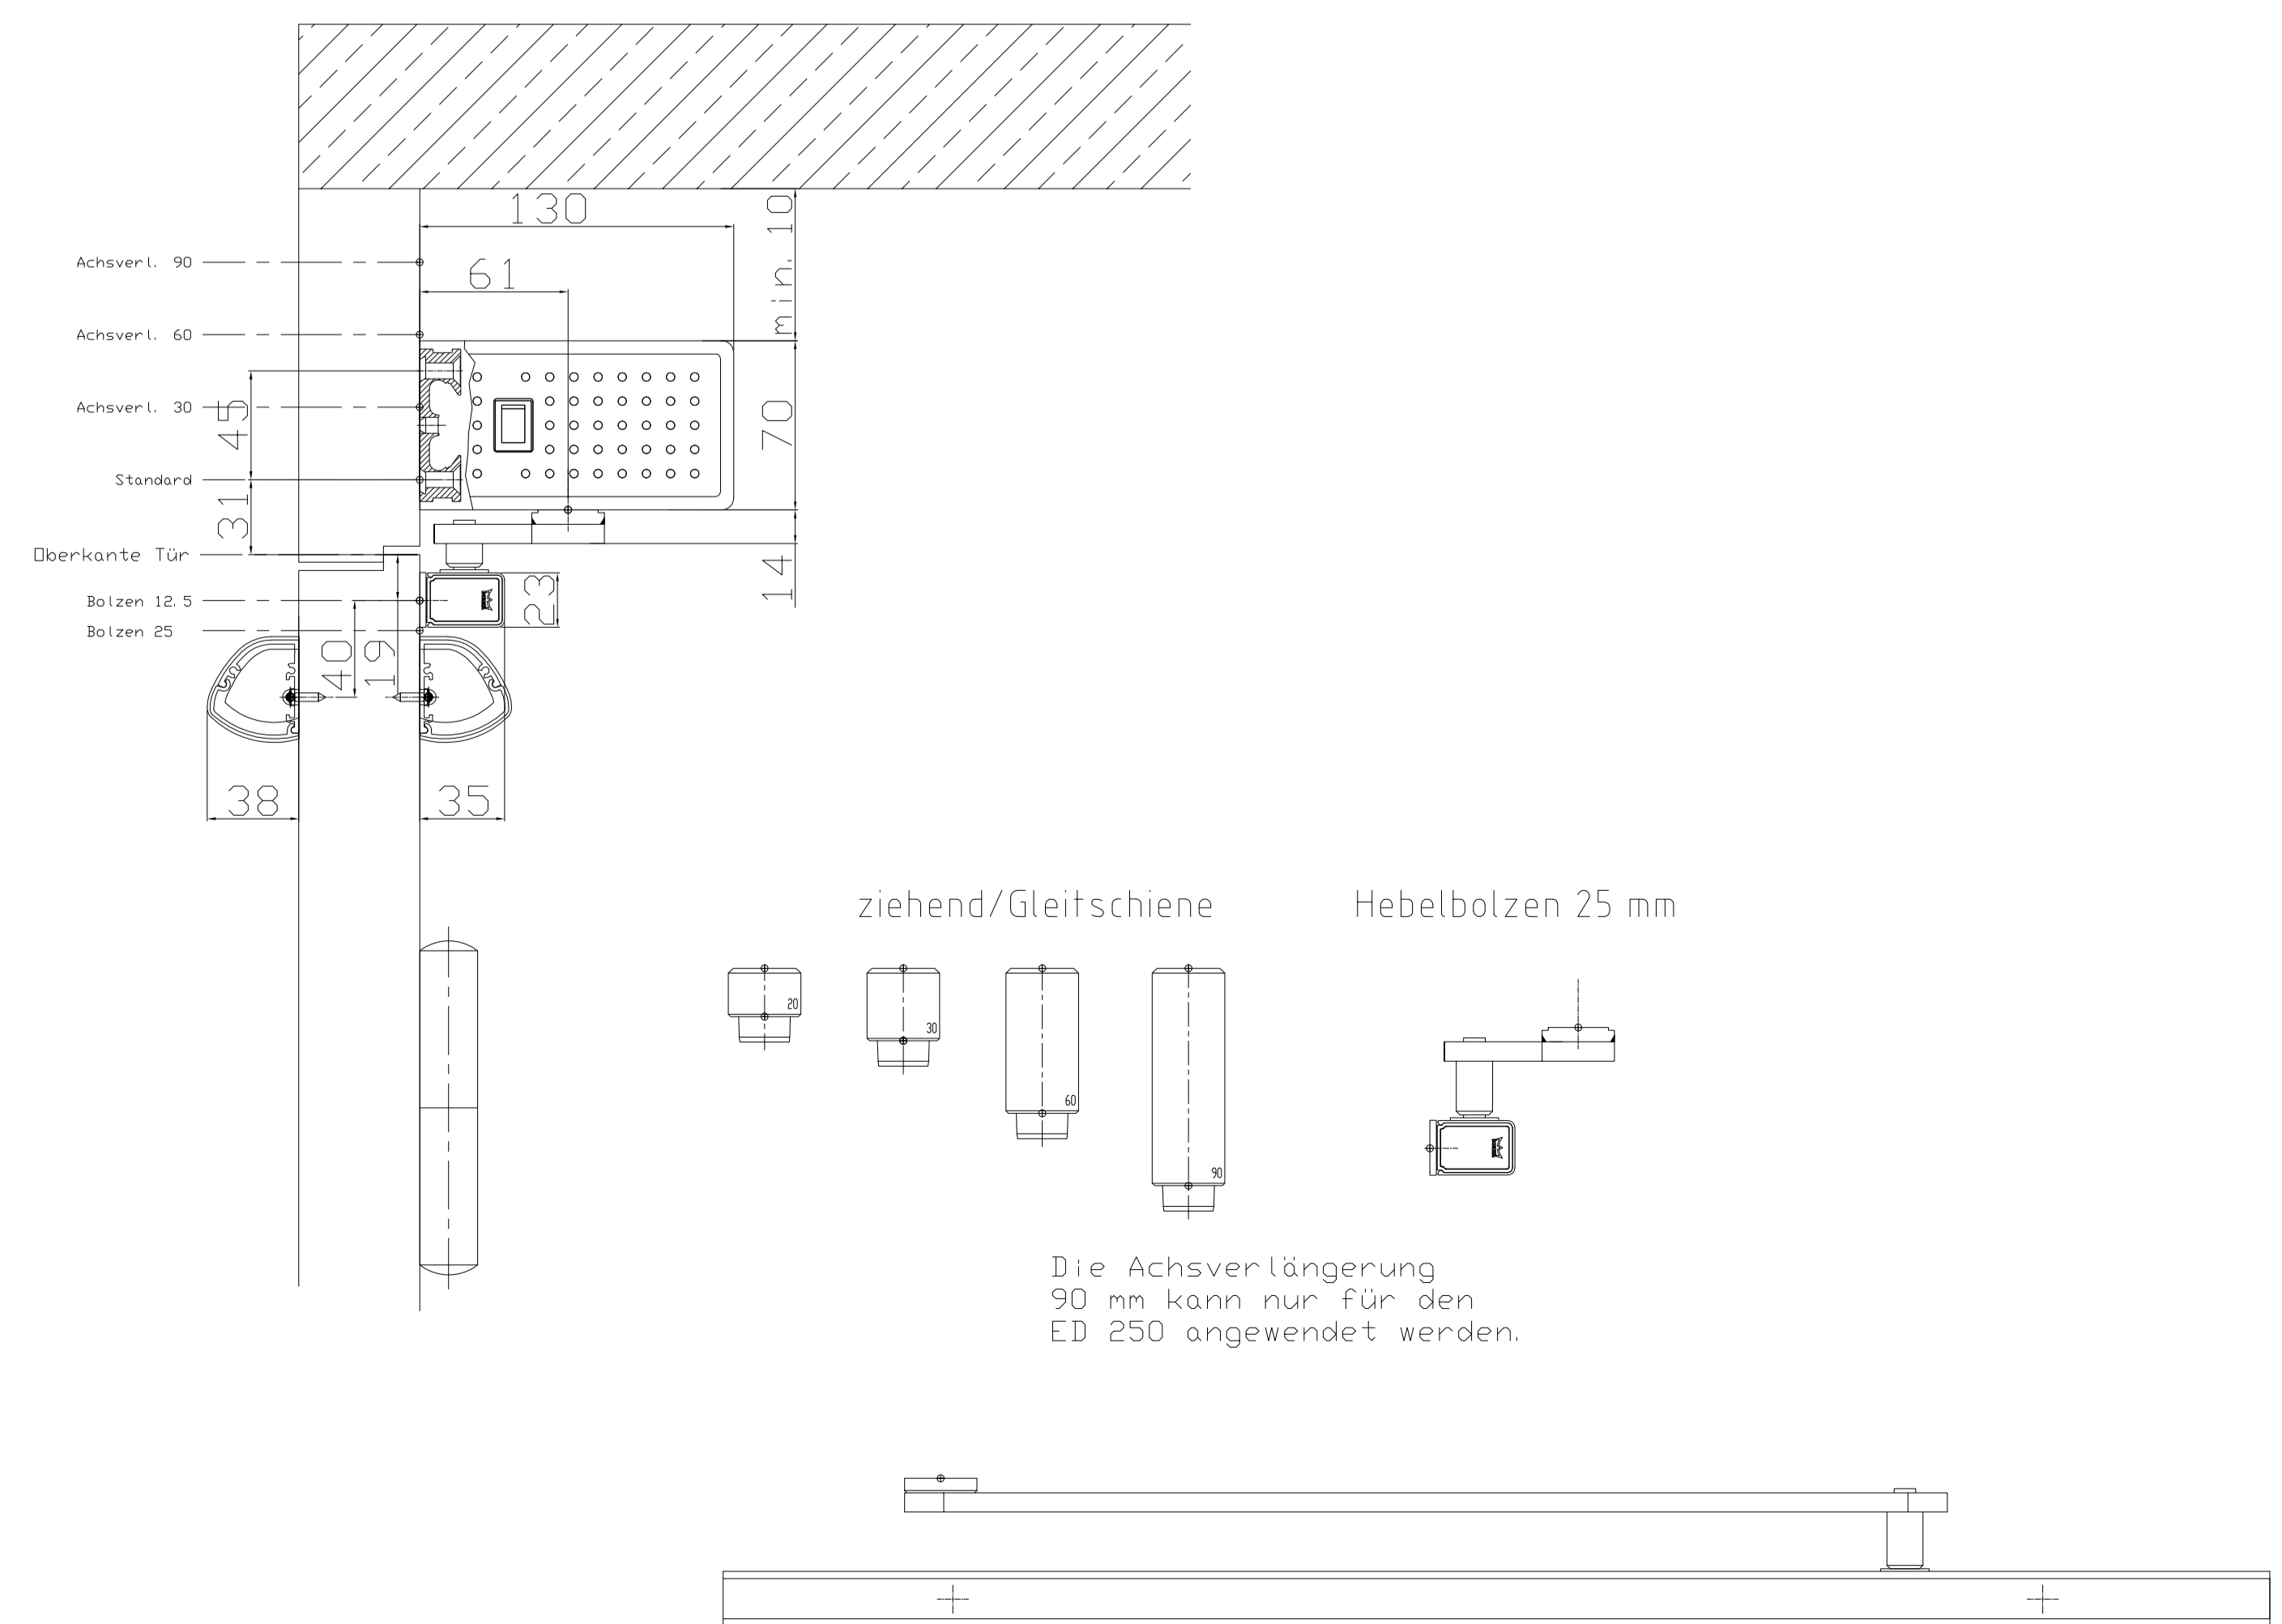 130
min. 10
Achsverl. 90
61
Achsverl. 60
Achsverl. 30
45
70
Standard
31
Oberkante Tür
14
Bolzen 12.5
23
Bolzen 25
40
19
38
35
ziehend/Gleitschiene
Hebelbolzen 25 mm
20
30
60
90
Die Achsverlängerung
90 mm kann nur für den
ED 250 angewendet werden.